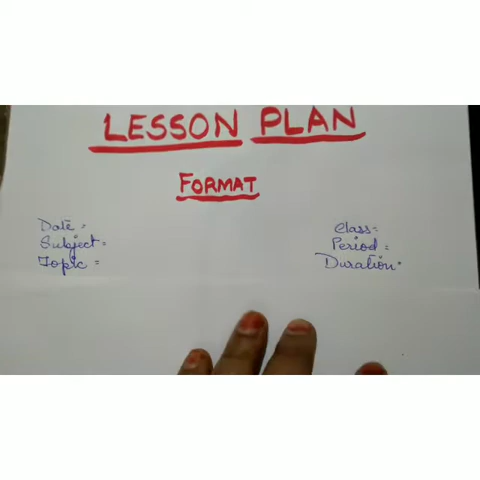 LESSON PLAN
FORMAT
Date =
Subject =
Topic =
Class =
Period =
Duration =